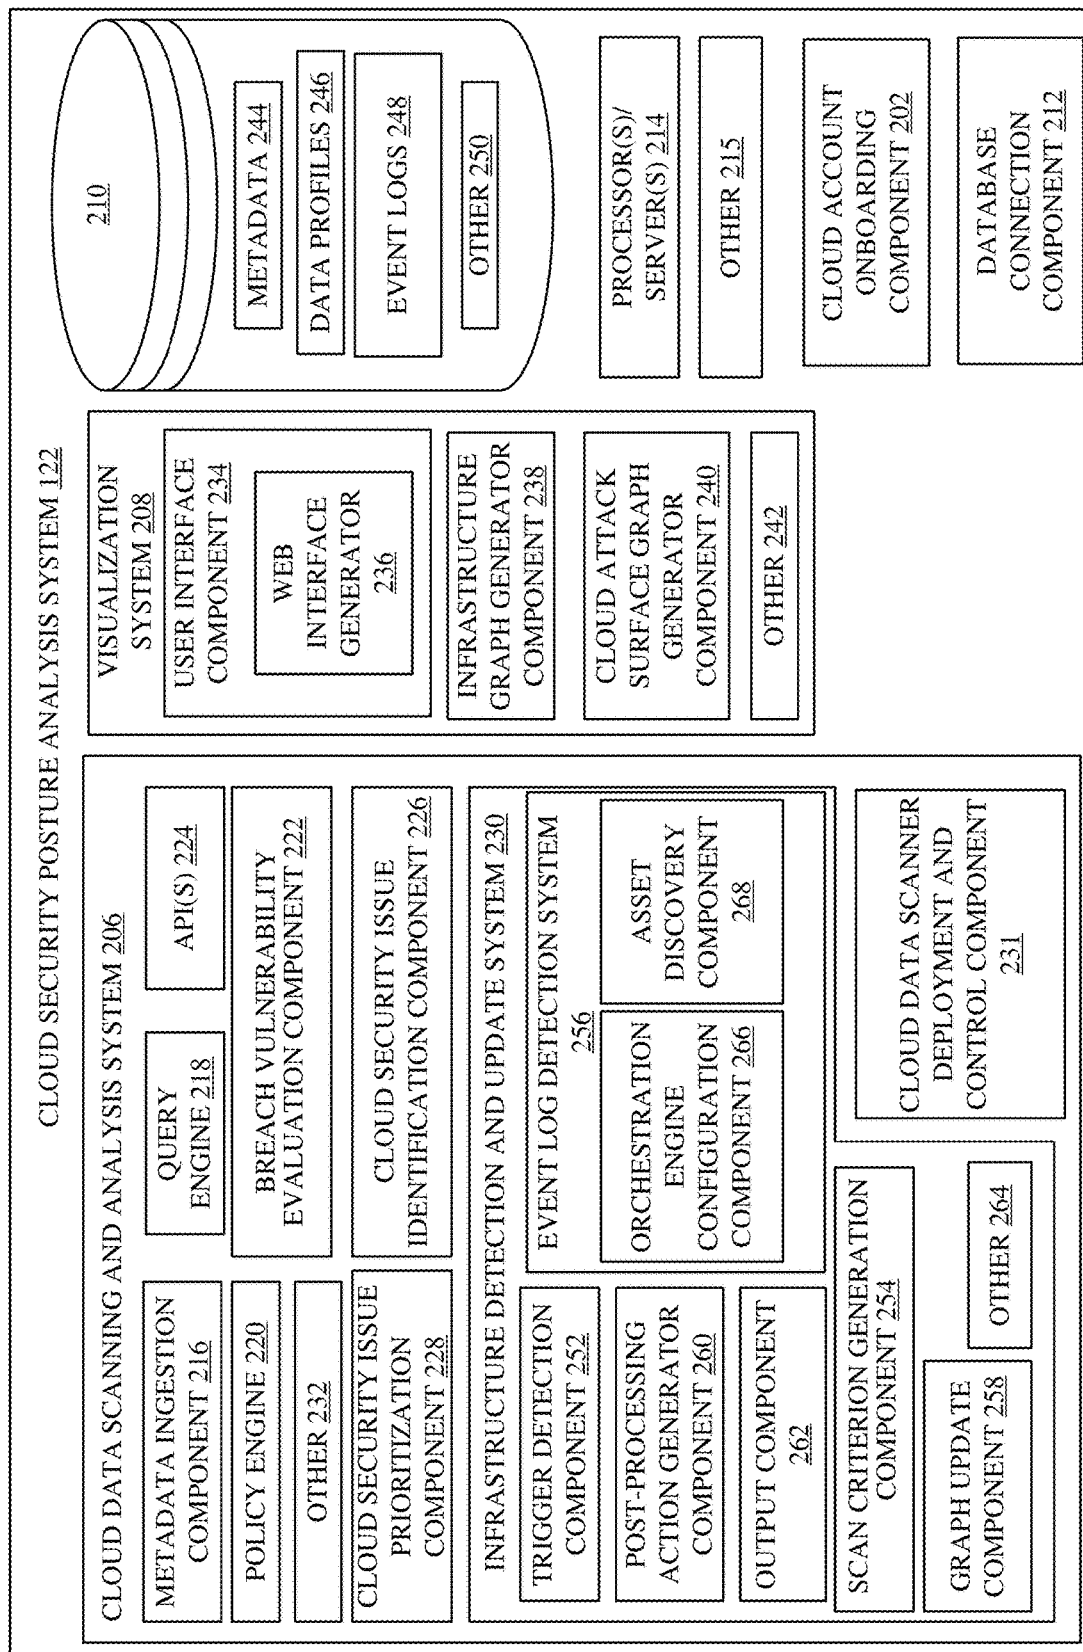 CLOUD SECURITY POSTURE ANALYSIS SYSTEM 122
CLOUD DATA SCANNING AND ANALYSIS SYSTEM 206
METADATA INGESTION
COMPONENT 216
QUERY
ENGINE 218
API(S) 224
POLICY ENGINE 220
BREACH VULNERABILITY
EVALUATION COMPONENT 222
OTHER 232
CLOUD SECURITY ISSUE
PRIORITIZATION
COMPONENT 228
CLOUD SECURITY ISSUE
IDENTIFICATION COMPONENT 226
INFRASTRUCTURE DETECTION AND UPDATE SYSTEM 230
TRIGGER DETECTION
COMPONENT 252
POST-PROCESSING
ACTION GENERATOR
COMPONENT 260
OUTPUT COMPONENT
262
EVENT LOG DETECTION SYSTEM
256
ORCHESTRATION
ENGINE
CONFIGURATION
COMPONENT 266
ASSET
DISCOVERY
COMPONENT
268
SCAN CRITERION GENERATION
COMPONENT 254
GRAPH UPDATE
COMPONENT 258
OTHER 264
CLOUD DATA SCANNER
DEPLOYMENT AND
CONTROL COMPONENT
231
VISUALIZATION
SYSTEM 208
USER INTERFACE
COMPONENT 234
WEB
INTERFACE
GENERATOR
236
INFRASTRUCTURE
GRAPH GENERATOR
COMPONENT 238
CLOUD ATTACK
SURFACE GRAPH
GENERATOR
COMPONENT 240
OTHER 242
210
METADATA 244
DATA PROFILES 246
EVENT LOGS 248
OTHER 250
PROCESSOR(S)/
SERVER(S) 214
OTHER 215
CLOUD ACCOUNT
ONBOARDING
COMPONENT 202
DATABASE
CONNECTION
COMPONENT 212